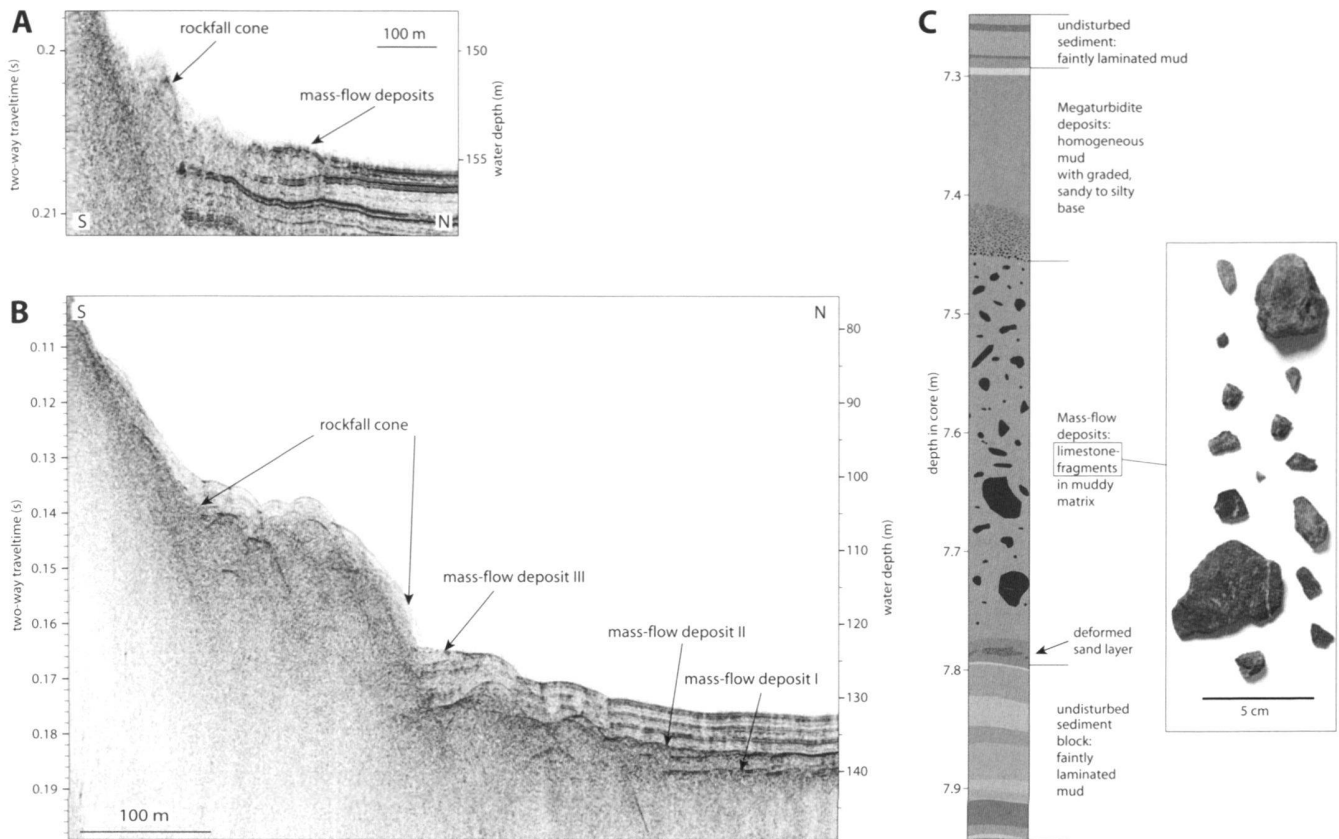 A
rockfall cone
100 m
mass-flow deposits
two-way traveltime (s)
0.2
0.21
150
155
water depth (m)
S
N
B
S
N
two-way traveltime (s)
0.11
0.12
0.13
0.14
0.15
0.16
0.17
0.18
0.19
80
90
100
110
120
130
140
water depth (m)
rockfall cone
mass-flow deposit III
mass-flow deposit II
mass-flow deposit I
100 m
C
depth in core (m)
7.3
7.4
7.5
7.6
7.7
7.8
7.9
undisturbed
sediment:
faintly laminated mud
Megaturbidite
deposits:
homogeneous
mud
with graded,
sandy to silty
base
Mass-flow
deposits:
limestone-
fragments
in muddy
matrix
deformed
sand layer
undisturbed
sediment
block:
faintly
laminated
mud
5 cm